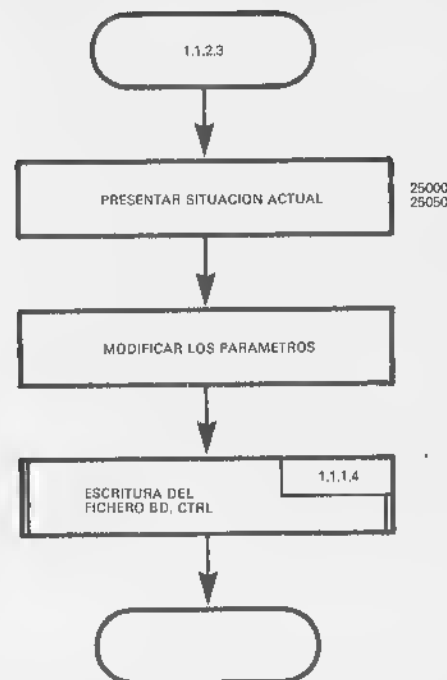 1.1.2.3
PRESENTAR SITUACION ACTUAL
25000
25050
MODIFICAR LOS PARAMETROS
1.1.1.4
ESCRITURA DEL
FICHERO BD, CTRL